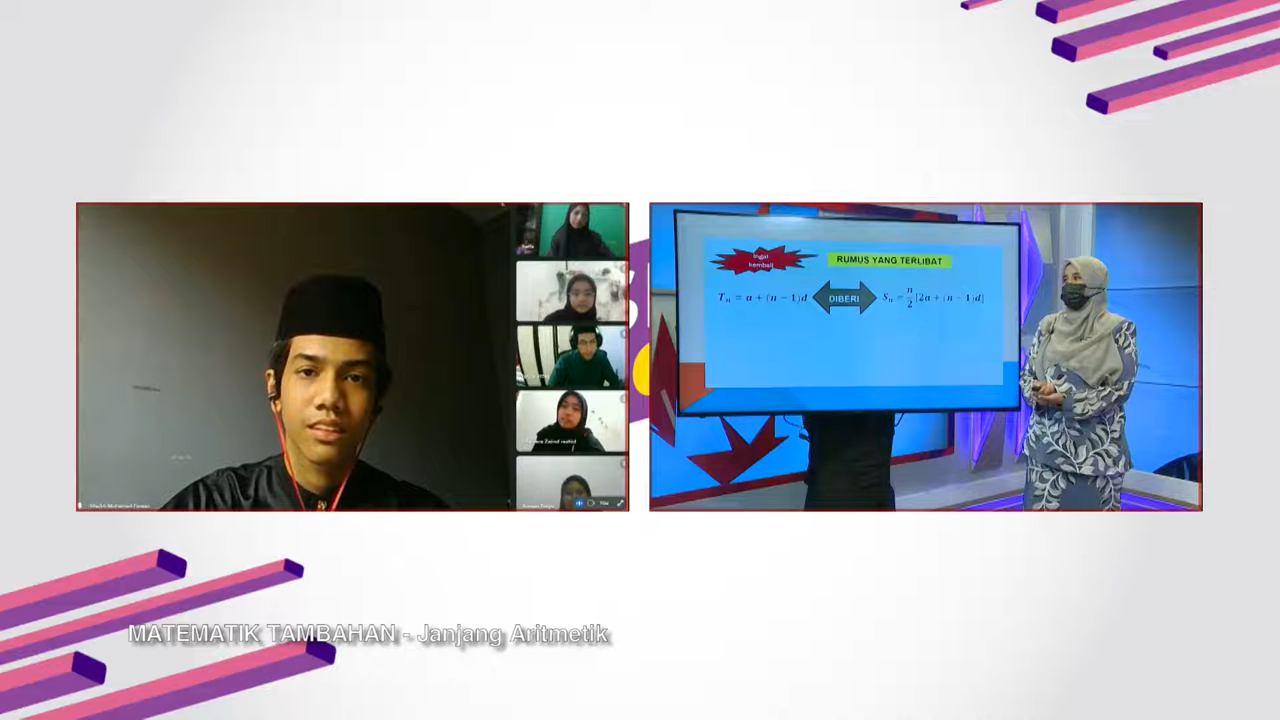 Ingat
kembali
RUMUS YANG TERLIBAT
Tₙ = a + (n − 1)d
DIBERI
Sₙ = n/2 [2a + (n − 1)d]
MATEMATIK TAMBAHAN - Janjang Aritmetik